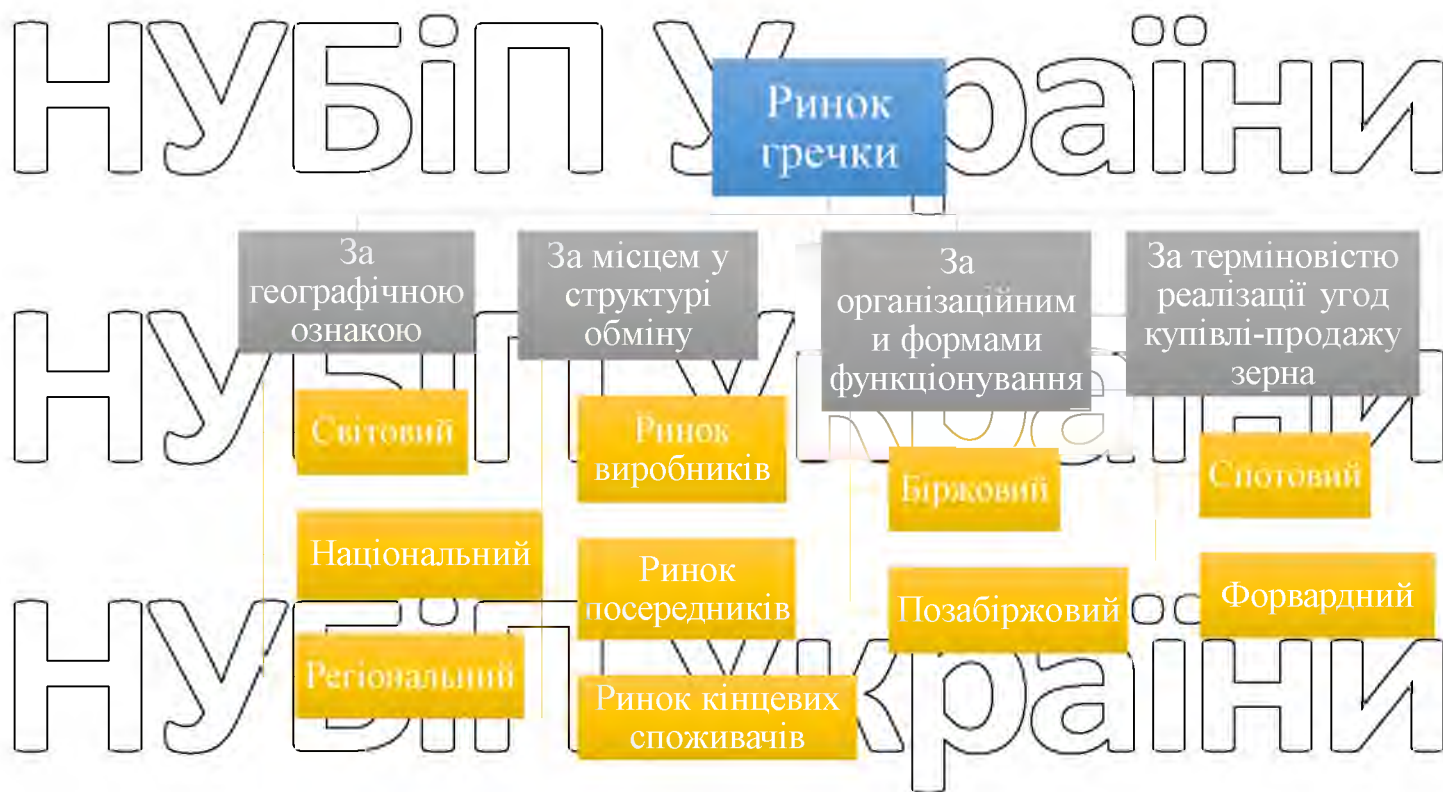 НУБіП України
Ринок
гречки
За
географічною
ознакою
Світовий
Національний
Регіональний
За місцем у
структурі
обміну
Ринок
виробників
Ринок
посередників
Ринок кінцевих
споживачів
За
організаційним
и формами
функціонування
Біржовий
Позабіржовий
За терміновістю
реалізації угод
купівлі-продажу
зерна
Спотовий
Форвардний
НУБіП України
НУБіП України